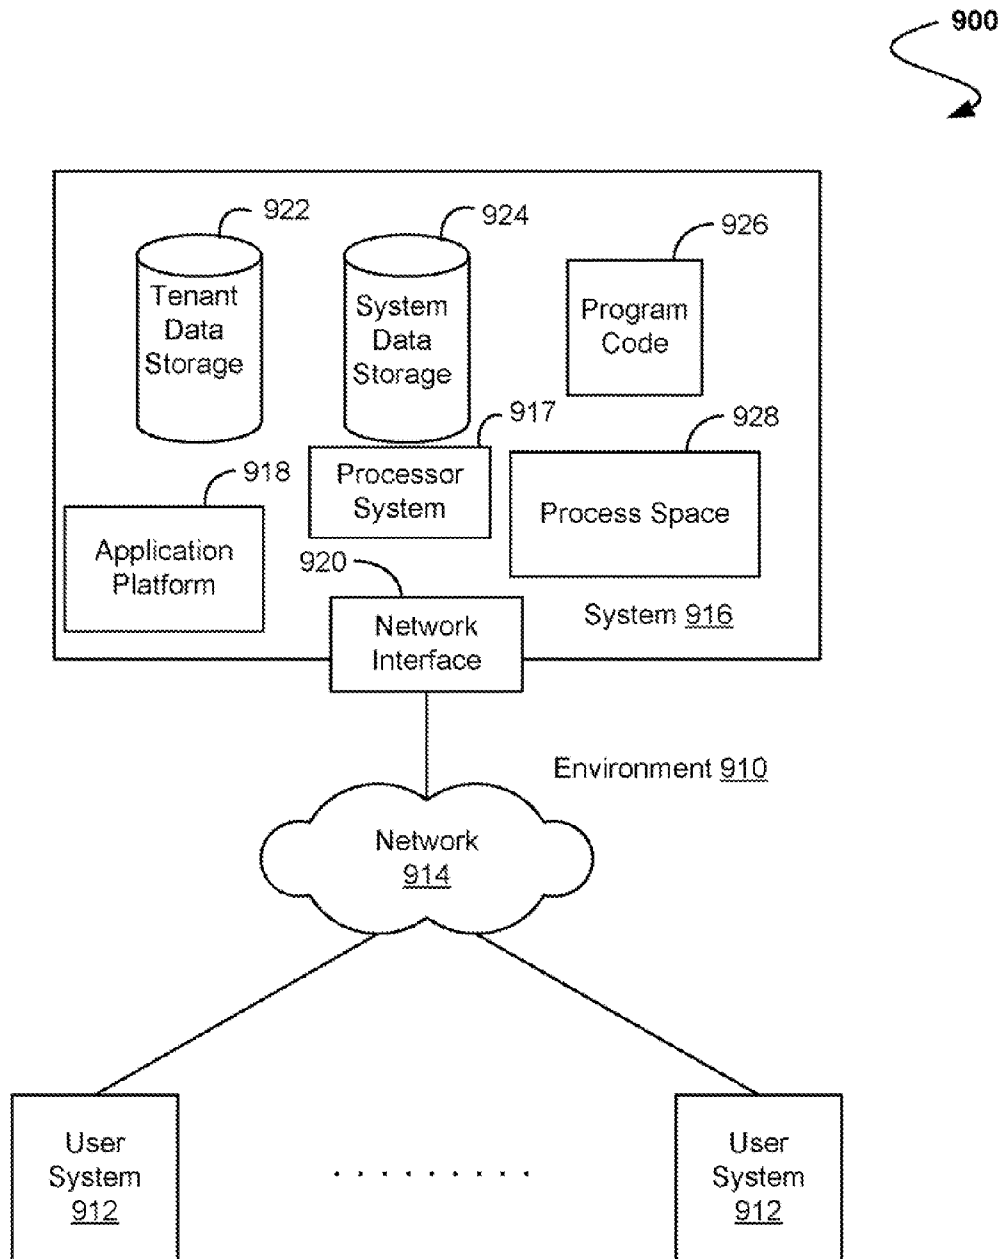 900
922
924
926
Tenant
Data
Storage
System
Data
Storage
Program
Code
917
928
918
Processor
System
Process Space
Application
Platform
920
System 916
Network
Interface
Environment 910
Network
914
User
System
912
. . . . . . . . .
User
System
912